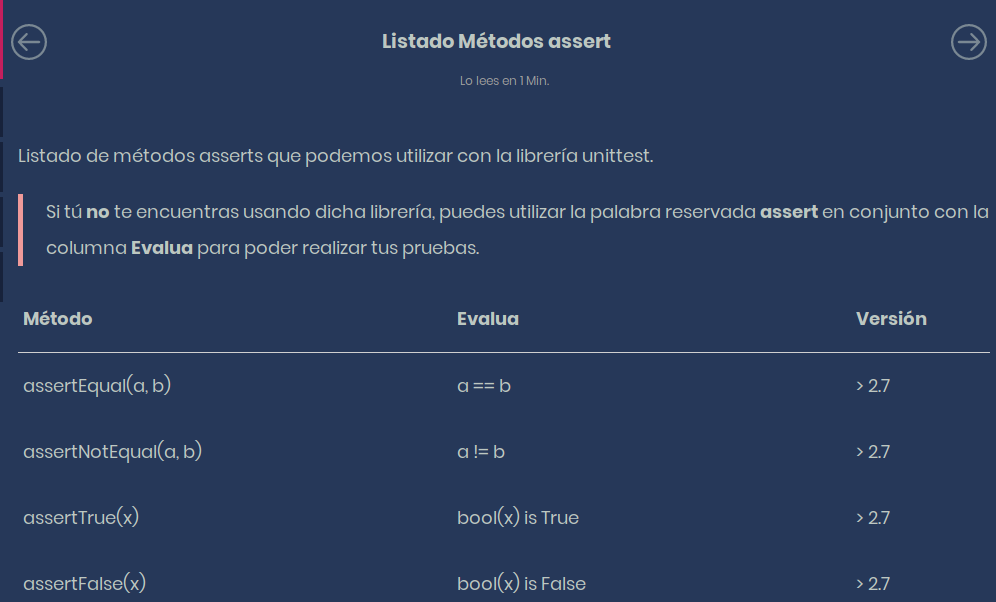 Listado Métodos assert
Lo lees en 1 Min.
Listado de métodos asserts que podemos utilizar con la librería unittest.
Si tú no te encuentras usando dicha librería, puedes utilizar la palabra reservada assert en conjunto con la
columna Evalua para poder realizar tus pruebas.
Método Evalua Versión
assertEqual(a, b) a == b > 2.7
assertNotEqual(a, b) a != b > 2.7
assertTrue(x) bool(x) is True > 2.7
assertFalse(x) bool(x) is False > 2.7